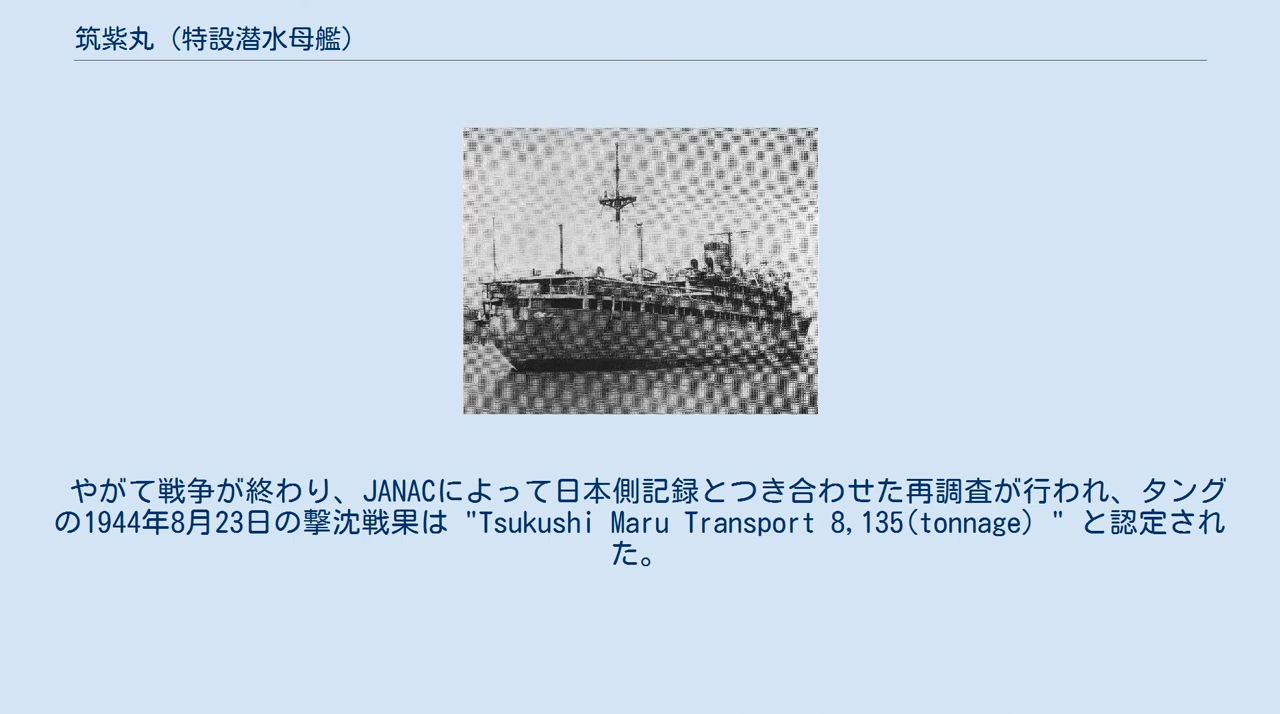 筑紫丸（特設潜水母艦）
やがて戦争が終わり、JANACによって日本側記録とつき合わせた再調査が行われ、タング
の1944年8月23日の撃沈戦果は "Tsukushi Maru Transport 8,135(tonnage) " と認定され
た。